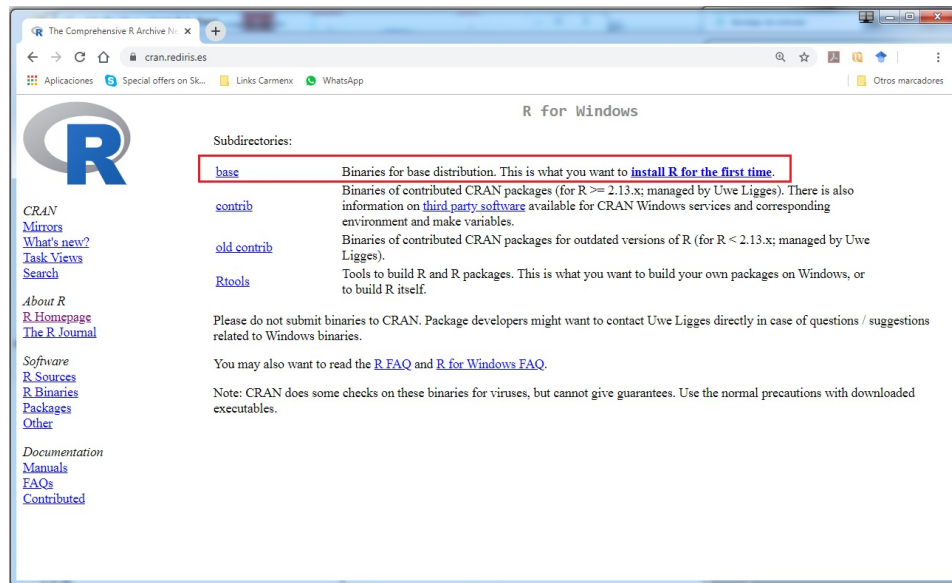 The Comprehensive R Archive Ne
cran.rediris.es
Aplicaciones
Special offers on Sk...
Links Carmenx
WhatsApp
Otros marcadores
R
CRAN
Mirrors
What's new?
Task Views
Search
About R
R Homepage
The R Journal
Software
R Sources
R Binaries
Packages
Other
Documentation
Manuals
FAQs
Contributed
R for Windows
Subdirectories:
base Binaries for base distribution. This is what you want to install R for the first time.
contrib Binaries of contributed CRAN packages (for R >= 2.13.x; managed by Uwe Ligges). There is also
information on third party software available for CRAN Windows services and corresponding
environment and make variables.
old contrib Binaries of contributed CRAN packages for outdated versions of R (for R < 2.13.x; managed by Uwe
Ligges).
Rtools Tools to build R and R packages. This is what you want to build your own packages on Windows, or
to build R itself.
Please do not submit binaries to CRAN. Package developers might want to contact Uwe Ligges directly in case of questions / suggestions
related to Windows binaries.
You may also want to read the R FAQ and R for Windows FAQ.
Note: CRAN does some checks on these binaries for viruses, but cannot give guarantees. Use the normal precautions with downloaded
executables.